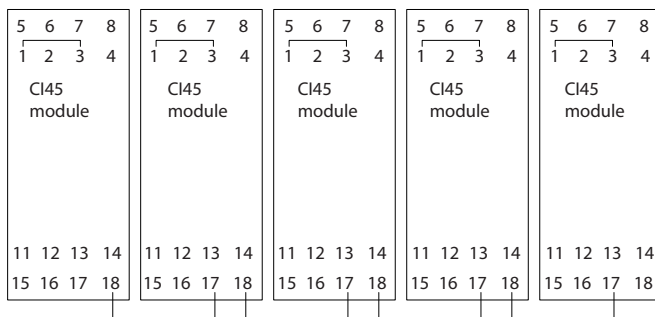 5 6 7 8 5 6 7 8 5 6 7 8 5 6 7 8 5 6 7 8
1 2 3 4 1 2 3 4 1 2 3 4 1 2 3 4 1 2 3 4
CI45 CI45 CI45 CI45 CI45
module module module module module
11 12 13 14 11 12 13 14 11 12 13 14 11 12 13 14 11 12 13 14
15 16 17 18 15 16 17 18 15 16 17 18 15 16 17 18 15 16 17 18